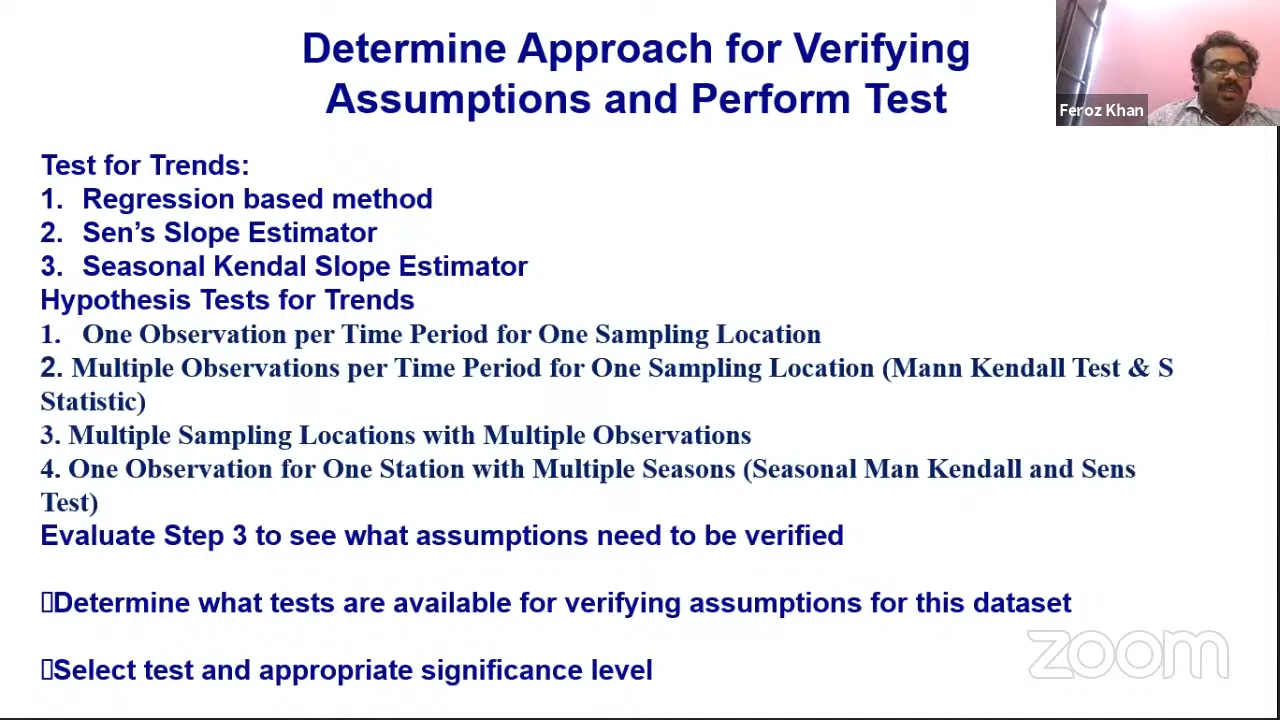 Determine Approach for Verifying
Assumptions and Perform Test
Feroz Khan
Test for Trends:
1. Regression based method
2. Sen’s Slope Estimator
3. Seasonal Kendal Slope Estimator
Hypothesis Tests for Trends
1. One Observation per Time Period for One Sampling Location
2. Multiple Observations per Time Period for One Sampling Location (Mann Kendall Test & S
Statistic)
3. Multiple Sampling Locations with Multiple Observations
4. One Observation for One Station with Multiple Seasons (Seasonal Man Kendall and Sens
Test)
Evaluate Step 3 to see what assumptions need to be verified
Determine what tests are available for verifying assumptions for this dataset
zoom
Select test and appropriate significance level